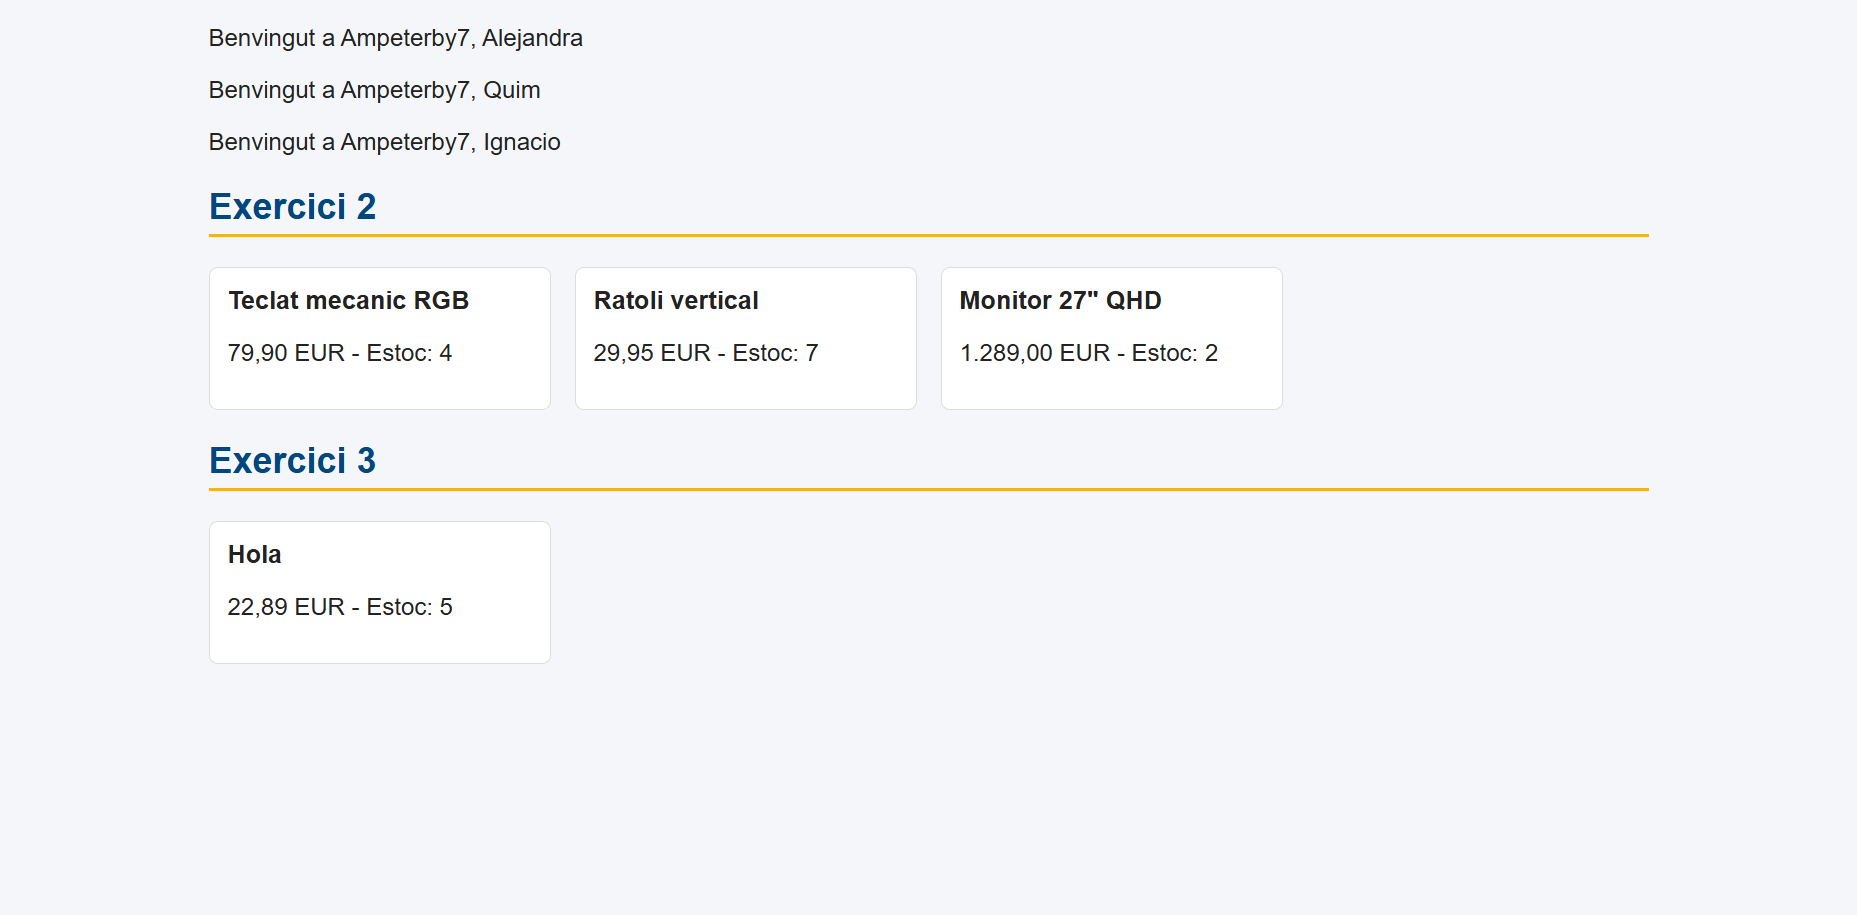 Benvingut a Ampeterby7, Alejandra
Benvingut a Ampeterby7, Quim
Benvingut a Ampeterby7, Ignacio
Exercici 2
Teclat mecanic RGB
79,90 EUR - Estoc: 4
Ratoli vertical
29,95 EUR - Estoc: 7
Monitor 27" QHD
1.289,00 EUR - Estoc: 2
Exercici 3
Hola
22,89 EUR - Estoc: 5